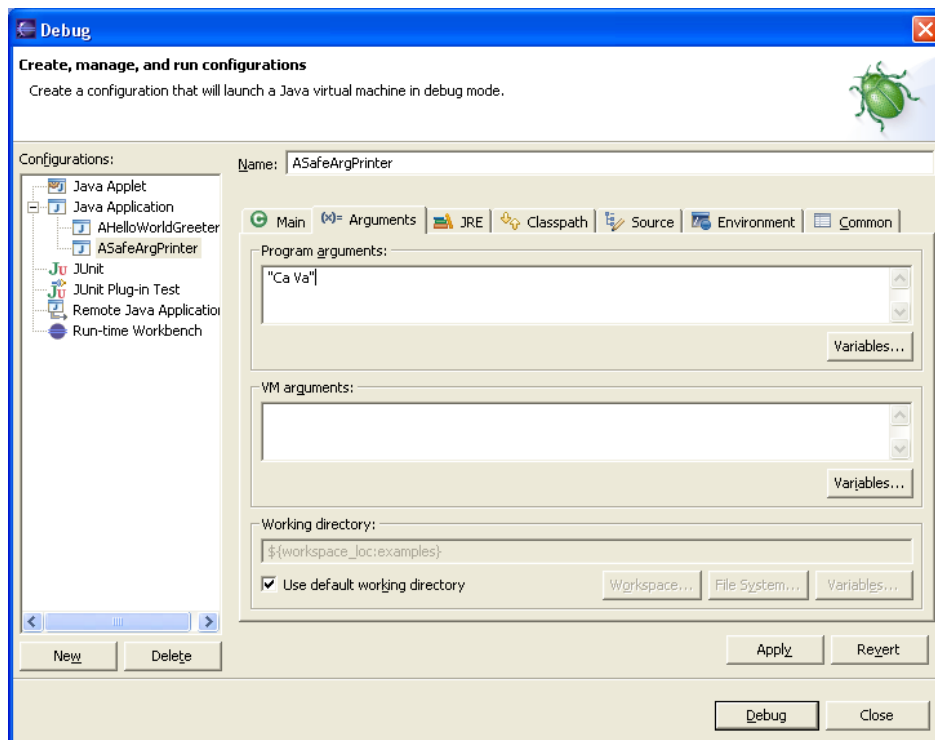 Debug
Create, manage, and run configurations
Create a configuration that will launch a Java virtual machine in debug mode.
Configurations:
Java Applet
Java Application
AHelloWorldGreeter
ASafeArgPrinter
JUnit
JUnit Plug-in Test
Remote Java Application
Run-time Workbench
New Delete
Name: ASafeArgPrinter
Main (x)= Arguments JRE Classpath Source Environment Common
Program arguments:
"Ca Va"
Variables...
VM arguments:
Variables...
Working directory:
${workspace_loc:examples}
Use default working directory Workspace... File System... Variables...
Apply Revert
Debug Close